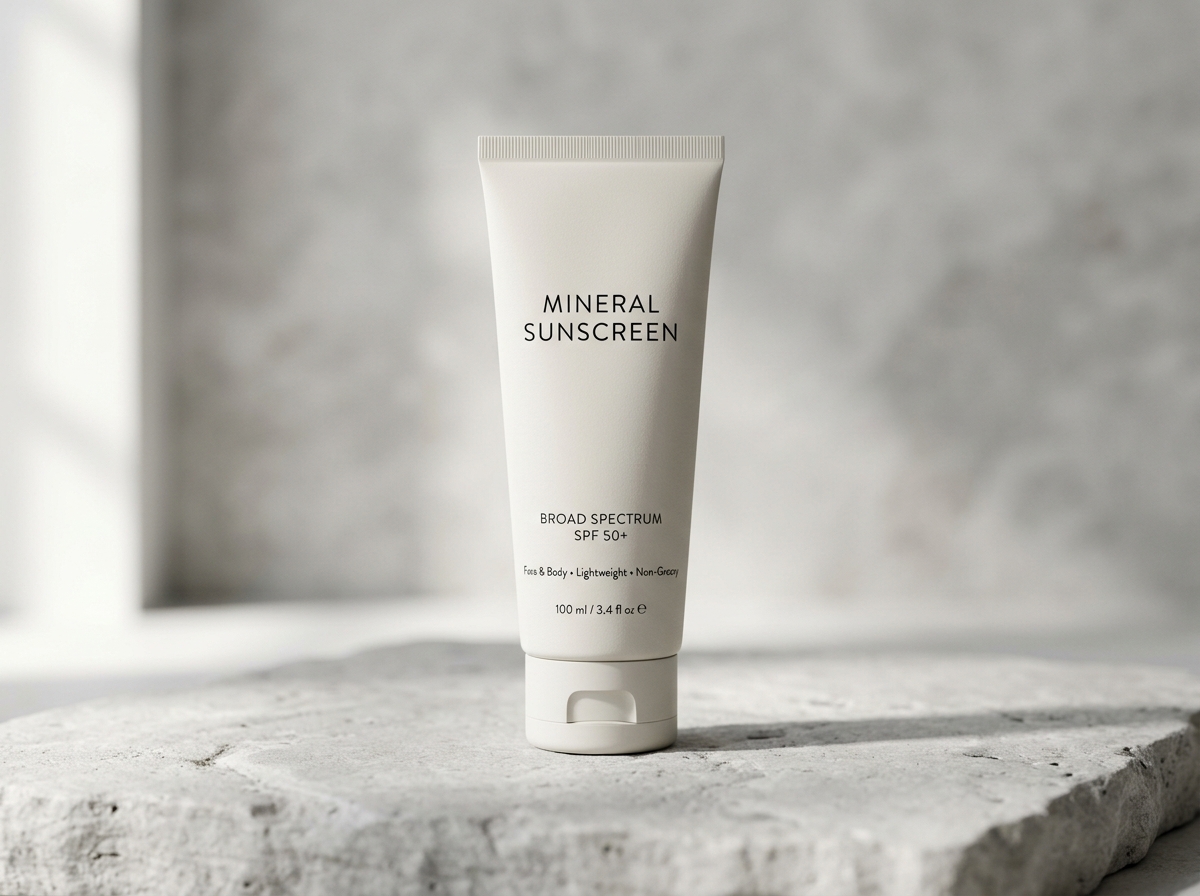 MINERAL
SUNSCREEN
BROAD SPECTRUM
SPF 50+
& Body • Lightweight •
100 ml / 3.4 fl oz ℮